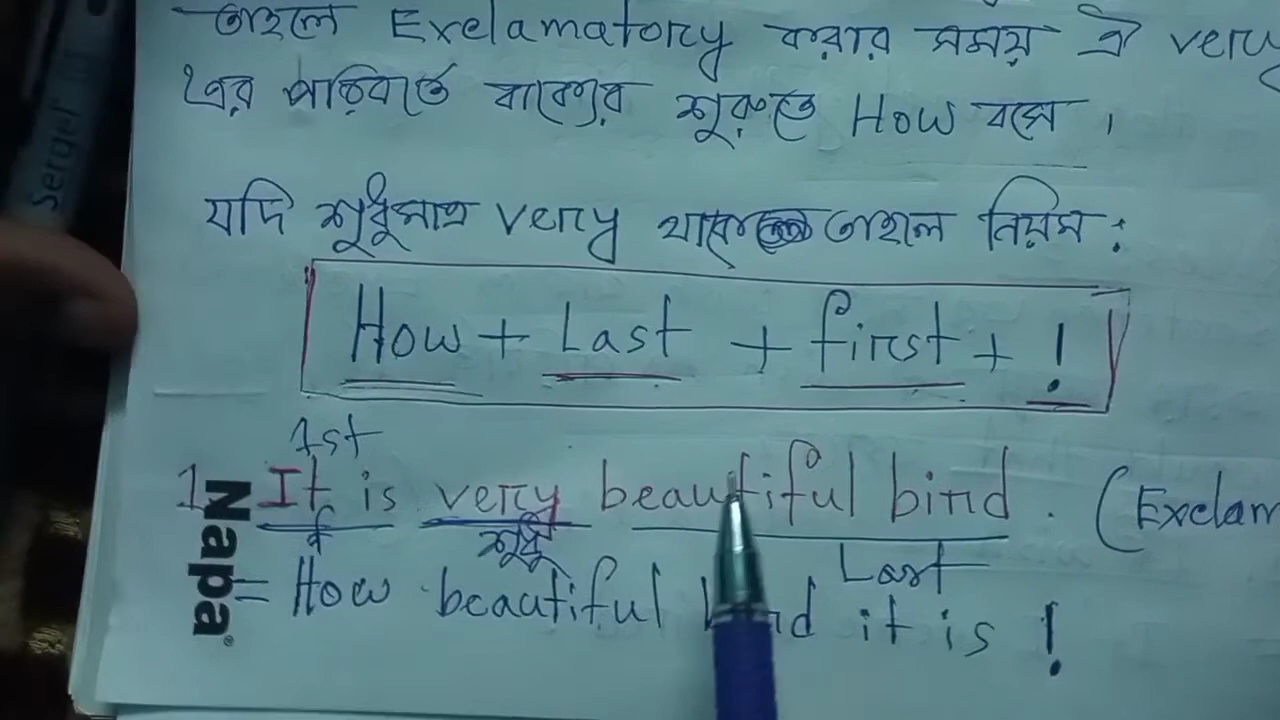 তাহলে Exclamatory করার সময় ঐ very
এর পরিবর্তে বাক্যের শুরুতে How বসে ।
যদি শুধুমাত্র very থাকে তাহলে নিয়ম :
How + Last + first + !
1st
1. It is very beautiful bird. (Exclam
শুধু Last
= How beautiful bird it is !
Napa
Sergel